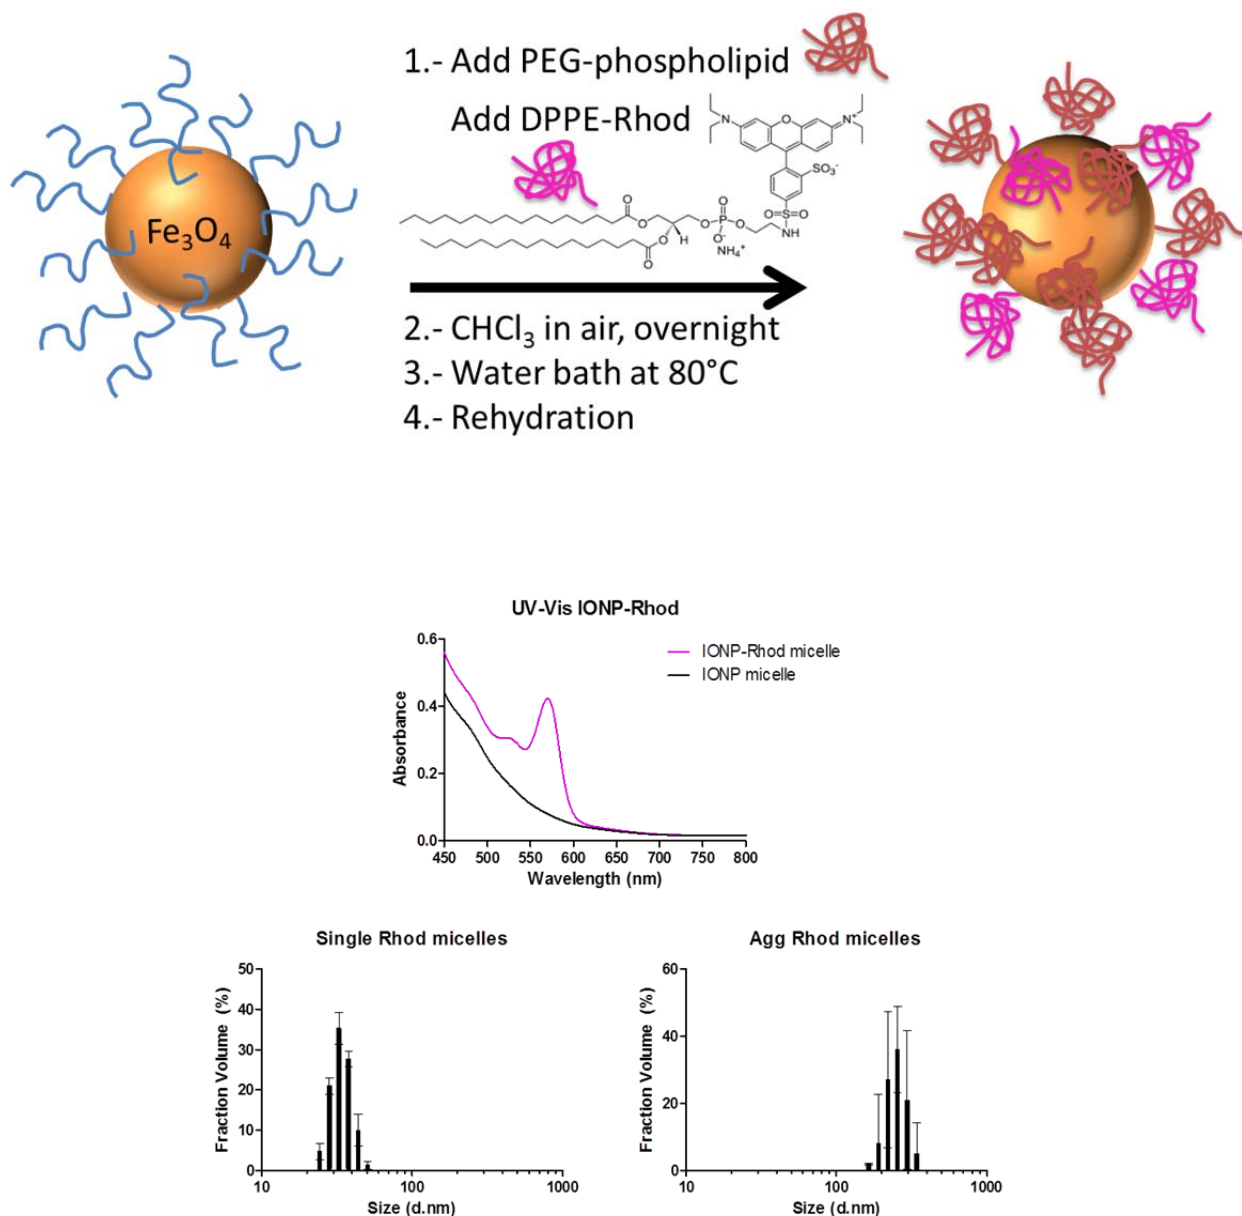 1.- Add PEG-phospholipid
Add DPPE-Rhod
Fe₃O₄
N
O
N⁺
SO₃⁻
O
O
O
O=S=O
NH
O
P
O
O⁻
NH₄⁺
H
O
O
2.- CHCl₃ in air, overnight
3.- Water bath at 80°C
4.- Rehydration
UV-Vis IONP-Rhod
IONP-Rhod micelle
IONP micelle
Absorbance
0.6
0.4
0.2
0.0
450 500 550 600 650 700 750 800
Wavelength (nm)
Single Rhod micelles
Fraction Volume (%)
50
40
30
20
10
0
10 100 1000
Size (d.nm)
Agg Rhod micelles
Fraction Volume (%)
60
40
20
0
10 100 1000
Size (d.nm)